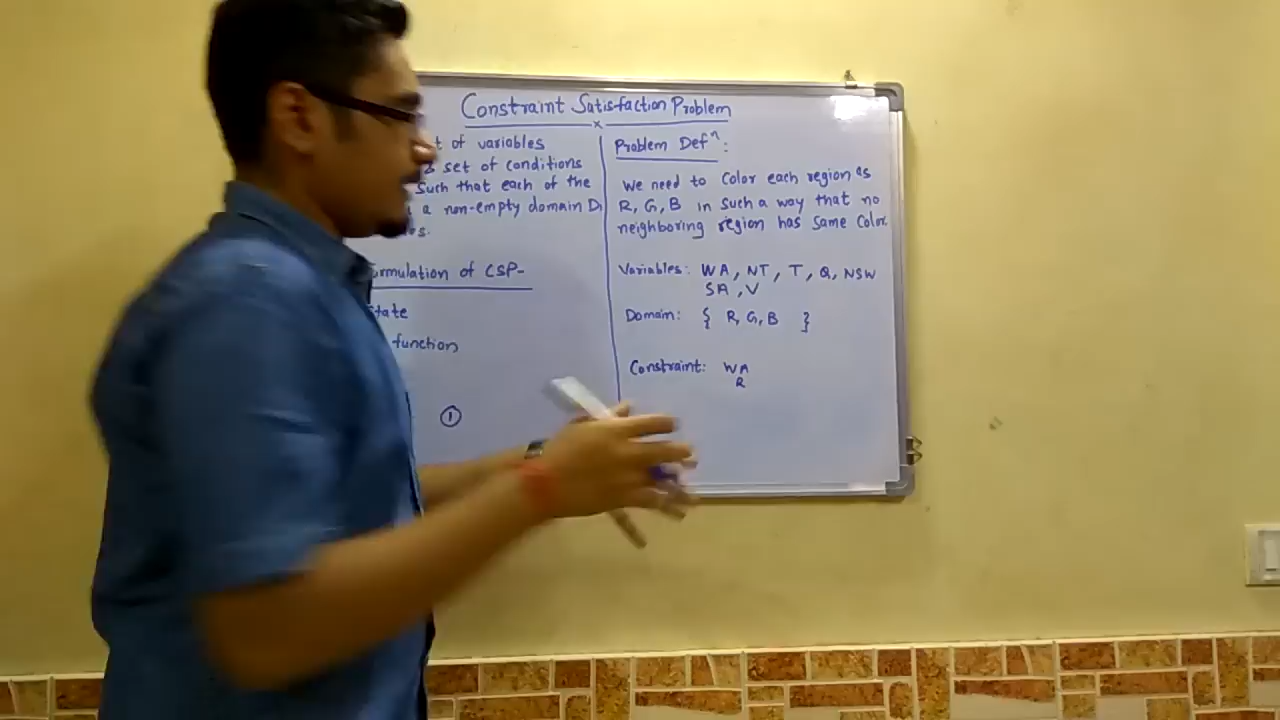 Constraint Satisfaction Problem
x
of variables
set of conditions
such that each of the
a non-empty domain Di
formulation of CSP-
state
function
1
Problem Defⁿ :
We need to Color each region as
R, G, B in such a way that no
neighboring region has same Color.
Variables: WA, NT, T, Q, NSW
SA, V
Domain: { R, G, B }
Constraint: WA
R